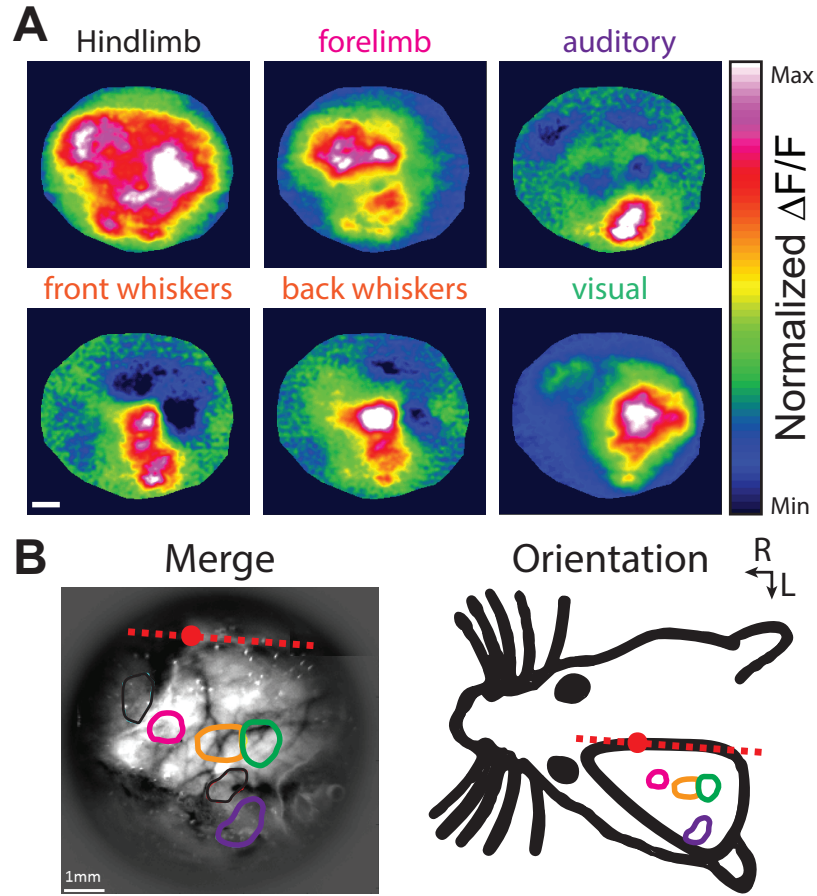 A
Hindlimb forelimb auditory
front whiskers back whiskers visual
Max
Normalized ΔF/F
Min
B
Merge Orientation
R
L
1mm